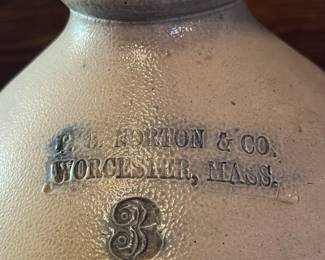 F. B. NORTON & CO.
WORCESTER, MASS.
3